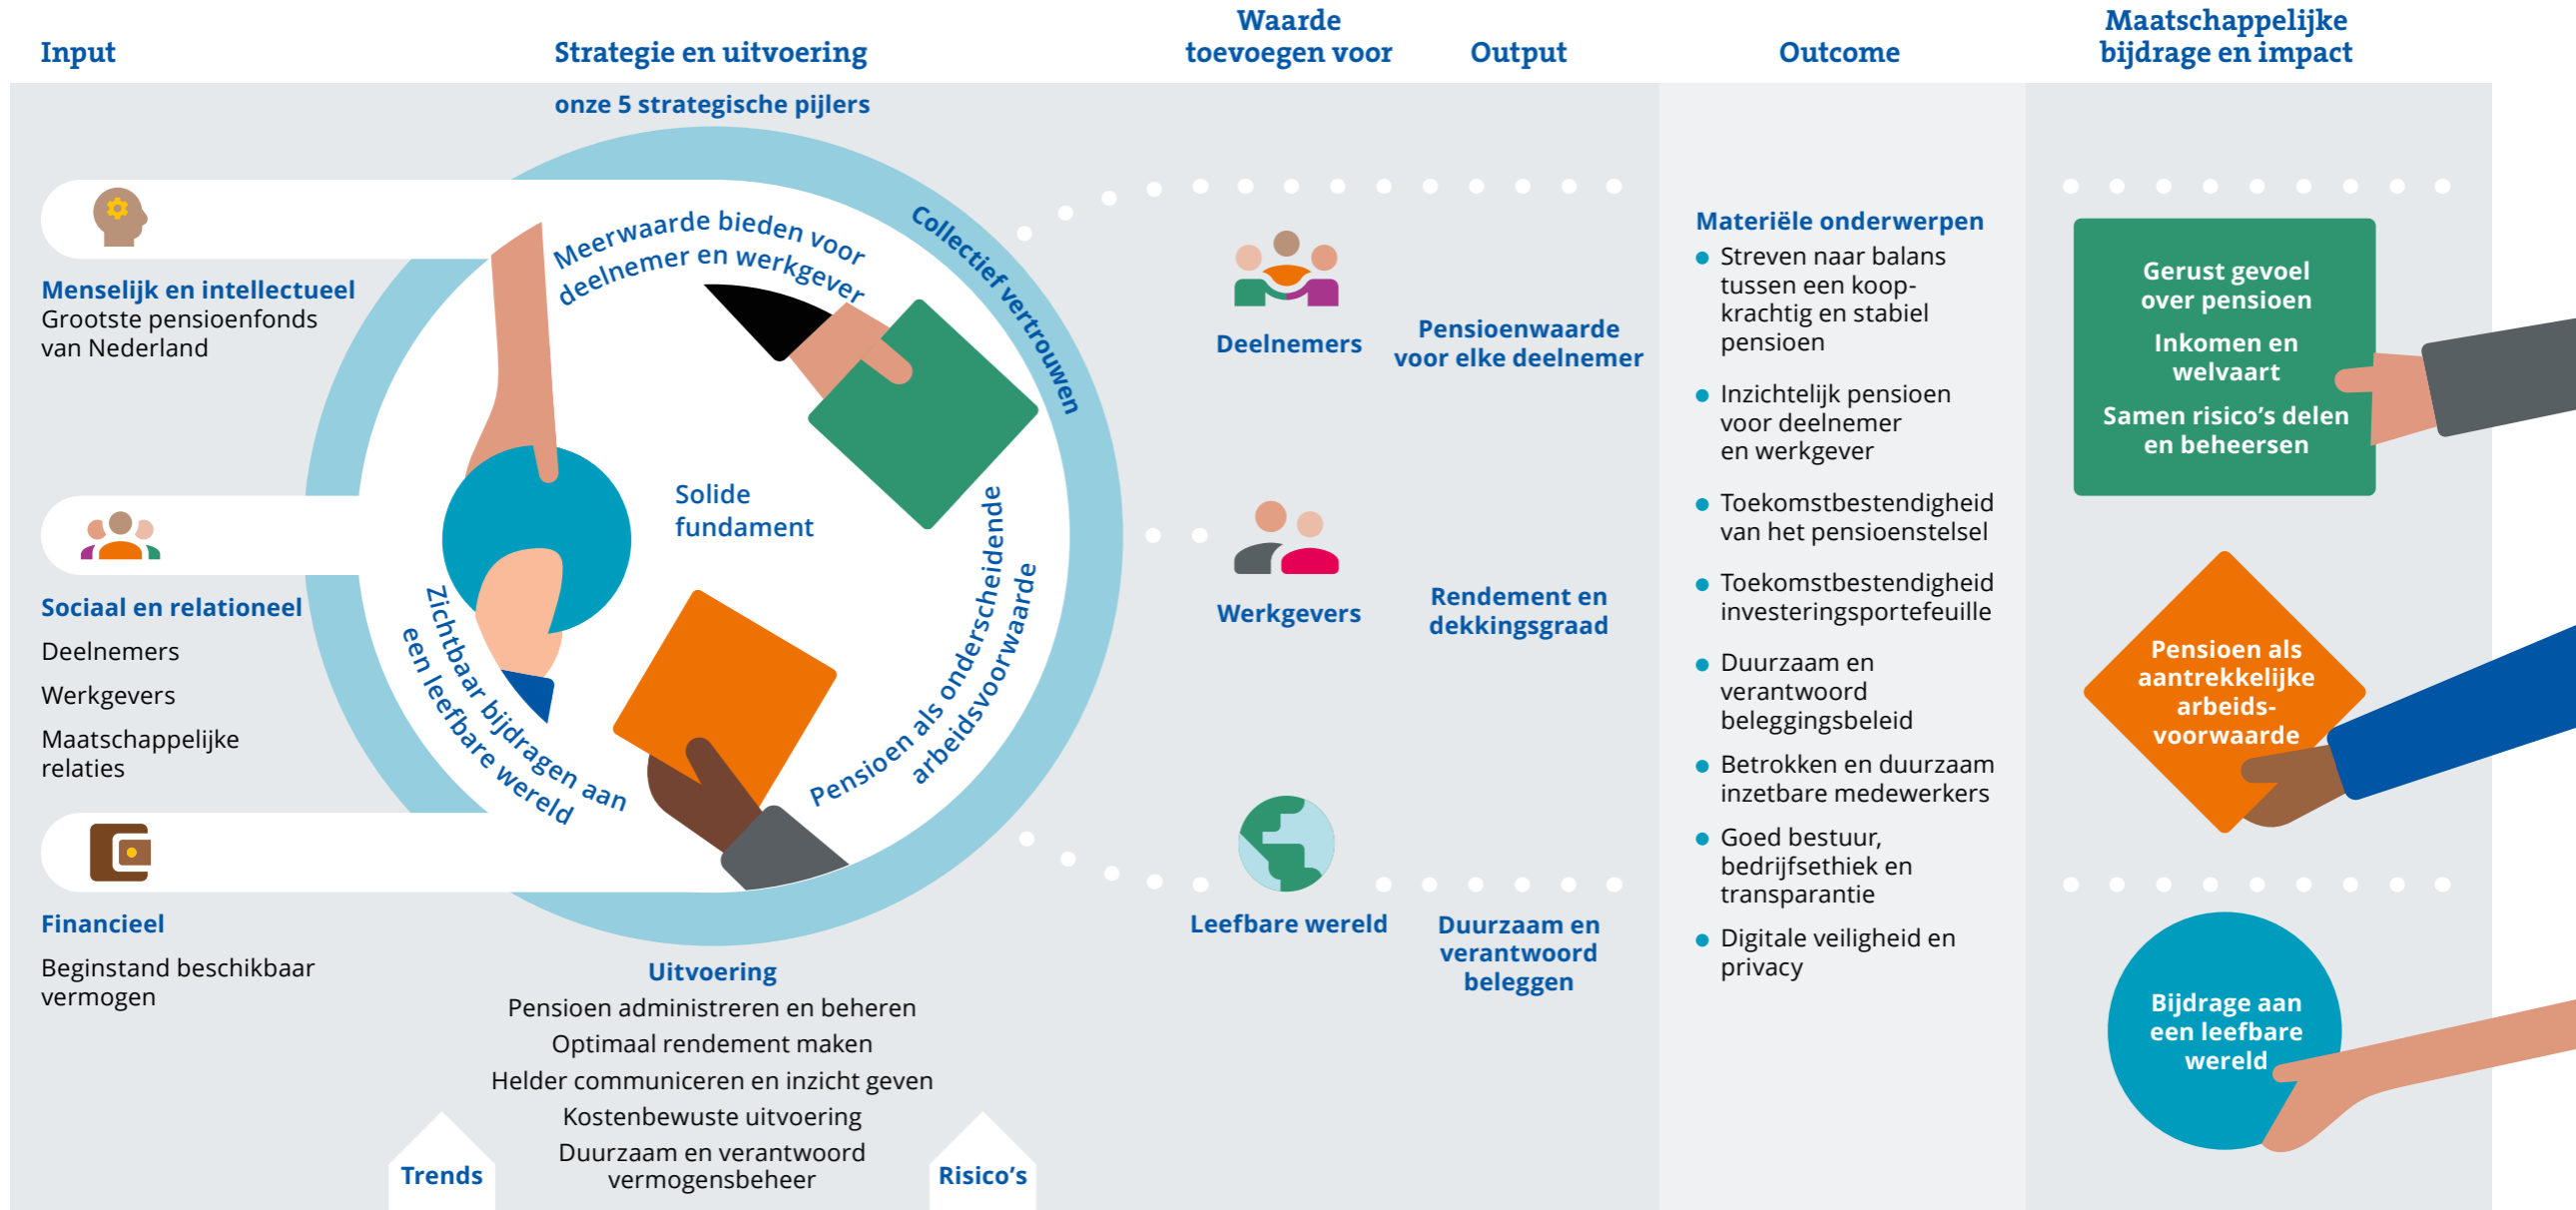 Input
Strategie en uitvoering
Waarde
toevoegen voor
Output
Outcome
Maatschappelijke
bijdrage en impact
onze 5 strategische pijlers
Menselijk en intellectueel
Grootste pensioenfonds
van Nederland
Sociaal en relationeel
Deelnemers
Werkgevers
Maatschappelijke
relaties
Financieel
Beginstand beschikbaar
vermogen
Meerwaarde bieden voor
deelnemer en werkgever
Collectief vertrouwen
Solide
fundament
Pensioen als onderscheidende
arbeidsvoorwaarde
Zichtbaar bijdragen aan
een leefbare wereld
Uitvoering
Pensioen administreren en beheren
Optimaal rendement maken
Helder communiceren en inzicht geven
Kostenbewuste uitvoering
Duurzaam en verantwoord
vermogensbeheer
Trends
Risico’s
Deelnemers
Werkgevers
Leefbare wereld
Pensioenwaarde
voor elke deelnemer
Rendement en
dekkingsgraad
Duurzaam en
verantwoord
beleggen
Materiële onderwerpen
Streven naar balans
tussen een koop-
krachtig en stabiel
pensioen
Inzichtelijk pensioen
voor deelnemer
en werkgever
Toekomstbestendigheid
van het pensioenstelsel
Toekomstbestendigheid
investeringsportefeuille
Duurzaam en
verantwoord
beleggingsbeleid
Betrokken en duurzaam
inzetbare medewerkers
Goed bestuur,
bedrijfsethiek en
transparantie
Digitale veiligheid en
privacy
Gerust gevoel
over pensioen
Inkomen en
welvaart
Samen risico’s delen
en beheersen
Pensioen als
aantrekkelijke
arbeids-
voorwaarde
Bijdrage aan
een leefbare
wereld